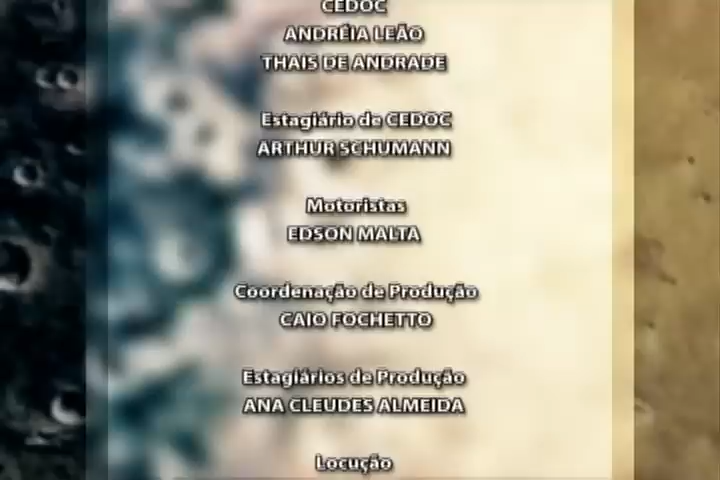 CEDOC
ANDRÉIA LEÃO
THAIS DE ANDRADE
Estagiário de CEDOC
ARTHUR SCHUMANN
Motoristas
EDSON MALTA
Coordenação de Produção
CAIO FOCHETTO
Estagiários de Produção
ANA CLEUDES ALMEIDA
Locução